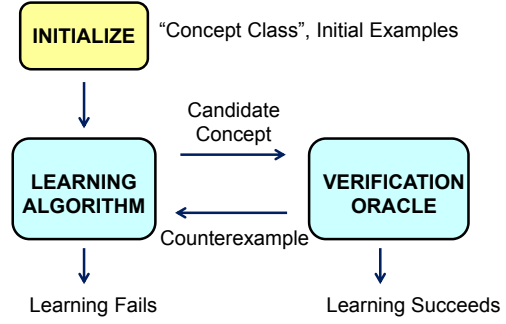 INITIALIZE
“Concept Class”, Initial Examples
Candidate
Concept
LEARNING
ALGORITHM
VERIFICATION
ORACLE
Counterexample
Learning Fails
Learning Succeeds